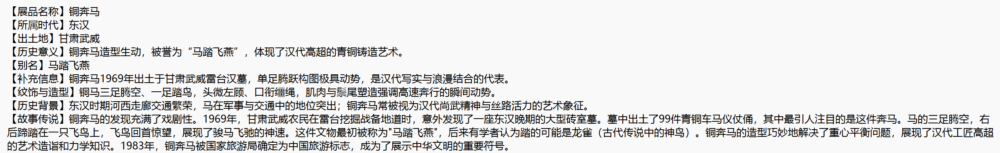 【展品名称】铜奔马
【所属时代】东汉
【出土地】甘肃武威
【历史意义】铜奔马造型生动，被誉为“马踏飞燕”，体现了汉代高超的青铜铸造艺术。
【别名】马踏飞燕
【补充信息】铜奔马1969年出土于甘肃武威雷台汉墓，单足腾跃构图极具动势，是汉代写实与浪漫结合的代表。
【纹饰与造型】铜马三足腾空、一足踏鸟，头微左顾、口衔缰绳，肌肉与鬃尾塑造强调高速奔行的瞬间动势。
【历史背景】东汉时期河西走廊交通繁荣，马在军事与交通中的地位突出；铜奔马常被视为汉代尚武精神与丝路活力的艺术象征。
【故事传说】铜奔马的发现充满了戏剧性。1969年，甘肃武威农民在雷台挖掘战备地道时，意外发现了一座东汉晚期的大型砖室墓。墓中出土了99件青铜车马仪仗俑，其中最引人注目的是这件奔马。马的三足腾空，右
后蹄踏在一只飞鸟上，飞鸟回首惊望，展现了骏马飞驰的神速。这件文物最初被称为"马踏飞燕"，后来有学者认为踏的可能是龙雀（古代传说中的神鸟）。铜奔马的造型巧妙地解决了重心平衡问题，展现了汉代工匠高超
的艺术造诣和力学知识。1983年，铜奔马被国家旅游局确定为中国旅游标志，成为了展示中华文明的重要符号。